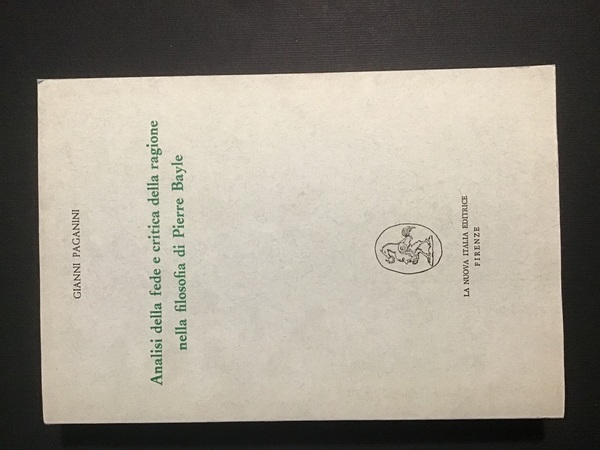 GIANNI PAGANINI
Analisi della fede e critica della ragione
nella filosofia di Pierre Bayle
LA NUOVA ITALIA EDITRICE
FIRENZE